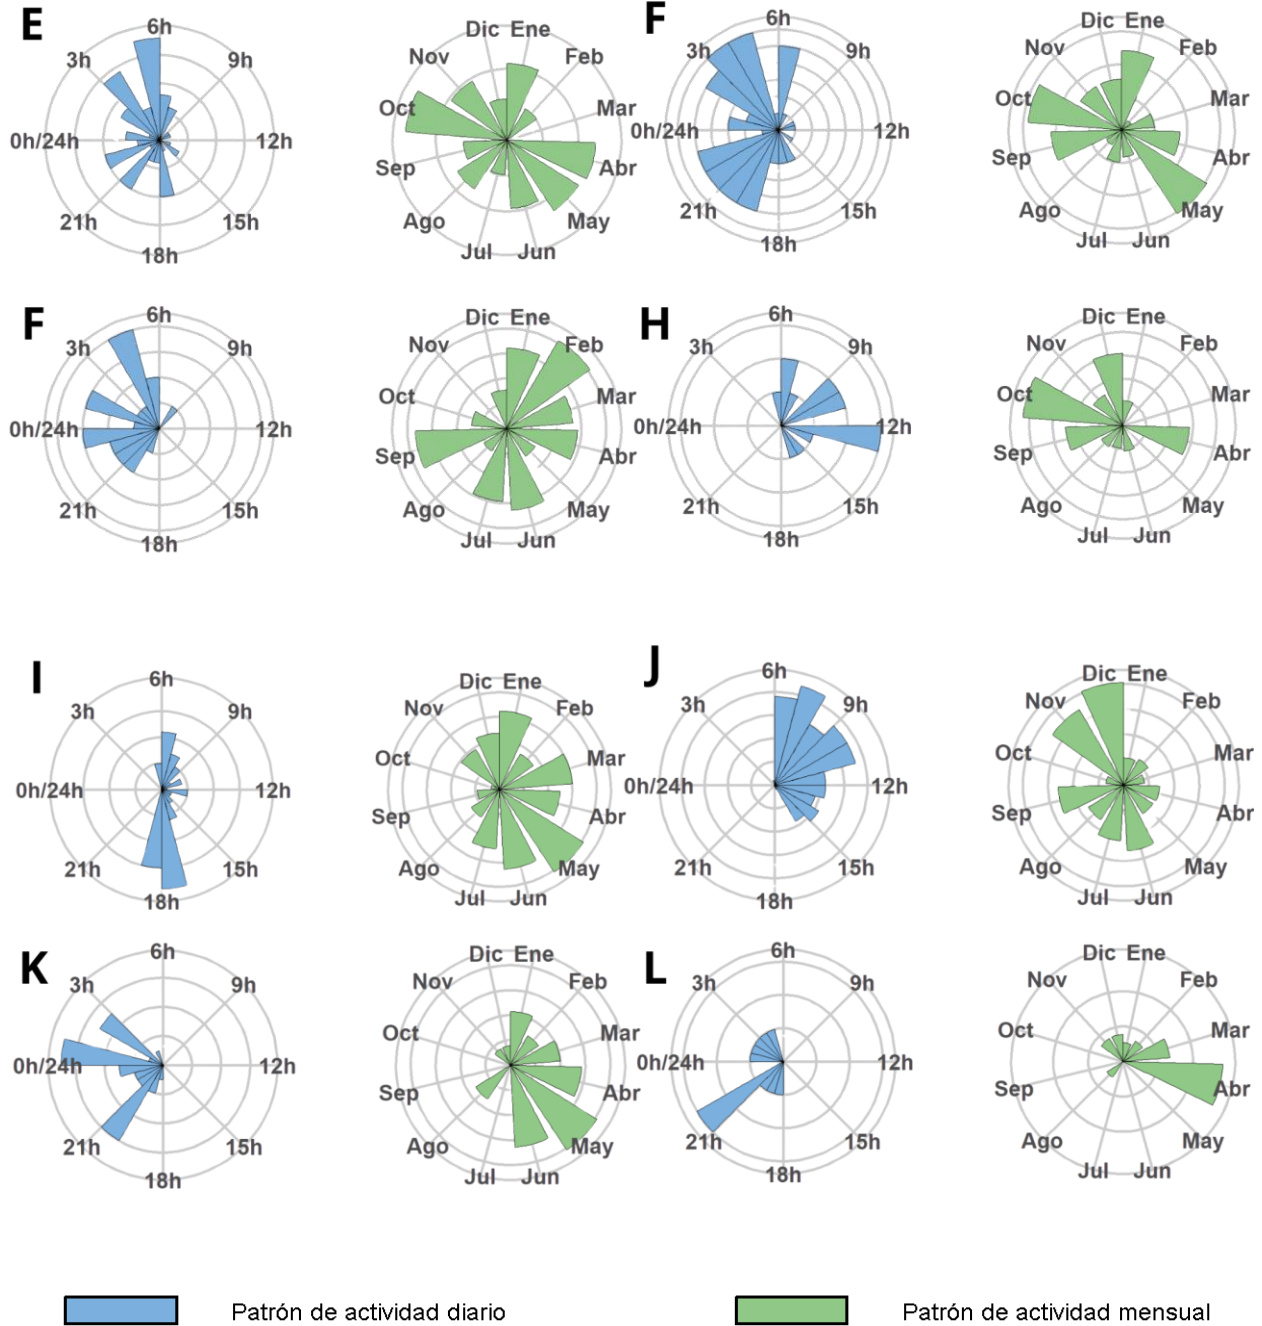 E
6h
3h 9h
0h/24h 12h
21h 15h
18h
Dic Ene
Nov Feb
Oct Mar
Sep Abr
Ago May
Jul Jun
F
6h
3h 9h
0h/24h 12h
21h 15h
18h
Dic Ene
Nov Feb
Oct Mar
Sep Abr
Ago May
Jul Jun
F
6h
3h 9h
0h/24h 12h
21h 15h
18h
Dic Ene
Nov Feb
Oct Mar
Sep Abr
Ago May
Jul Jun
H
6h
3h 9h
0h/24h 12h
21h 15h
18h
Dic Ene
Nov Feb
Oct Mar
Sep Abr
Ago May
Jul Jun
I
6h
3h 9h
0h/24h 12h
21h 15h
18h
Dic Ene
Nov Feb
Oct Mar
Sep Abr
Ago May
Jul Jun
J
6h
3h 9h
0h/24h 12h
21h 15h
18h
Dic Ene
Nov Feb
Oct Mar
Sep Abr
Ago May
Jul Jun
K
6h
3h 9h
0h/24h 12h
21h 15h
18h
Dic Ene
Nov Feb
Oct Mar
Sep Abr
Ago May
Jul Jun
L
6h
3h 9h
0h/24h 12h
21h 15h
18h
Dic Ene
Nov Feb
Oct Mar
Sep Abr
Ago May
Jul Jun
Patrón de actividad diario
Patrón de actividad mensual